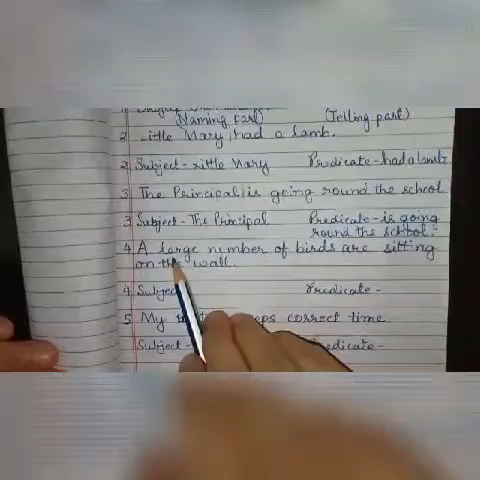 (Naming part) (Telling part)
2 Little Mary had a lamb.
2 Subject - Little Mary Predicate - had a lamb
3 The Principal is going round the school
3 Subject - The Principal Predicate - is going
round the school.
4 A large number of birds are sitting
on the wall.
4 Predicate -
5 My correct time.
Subject - Predicate -